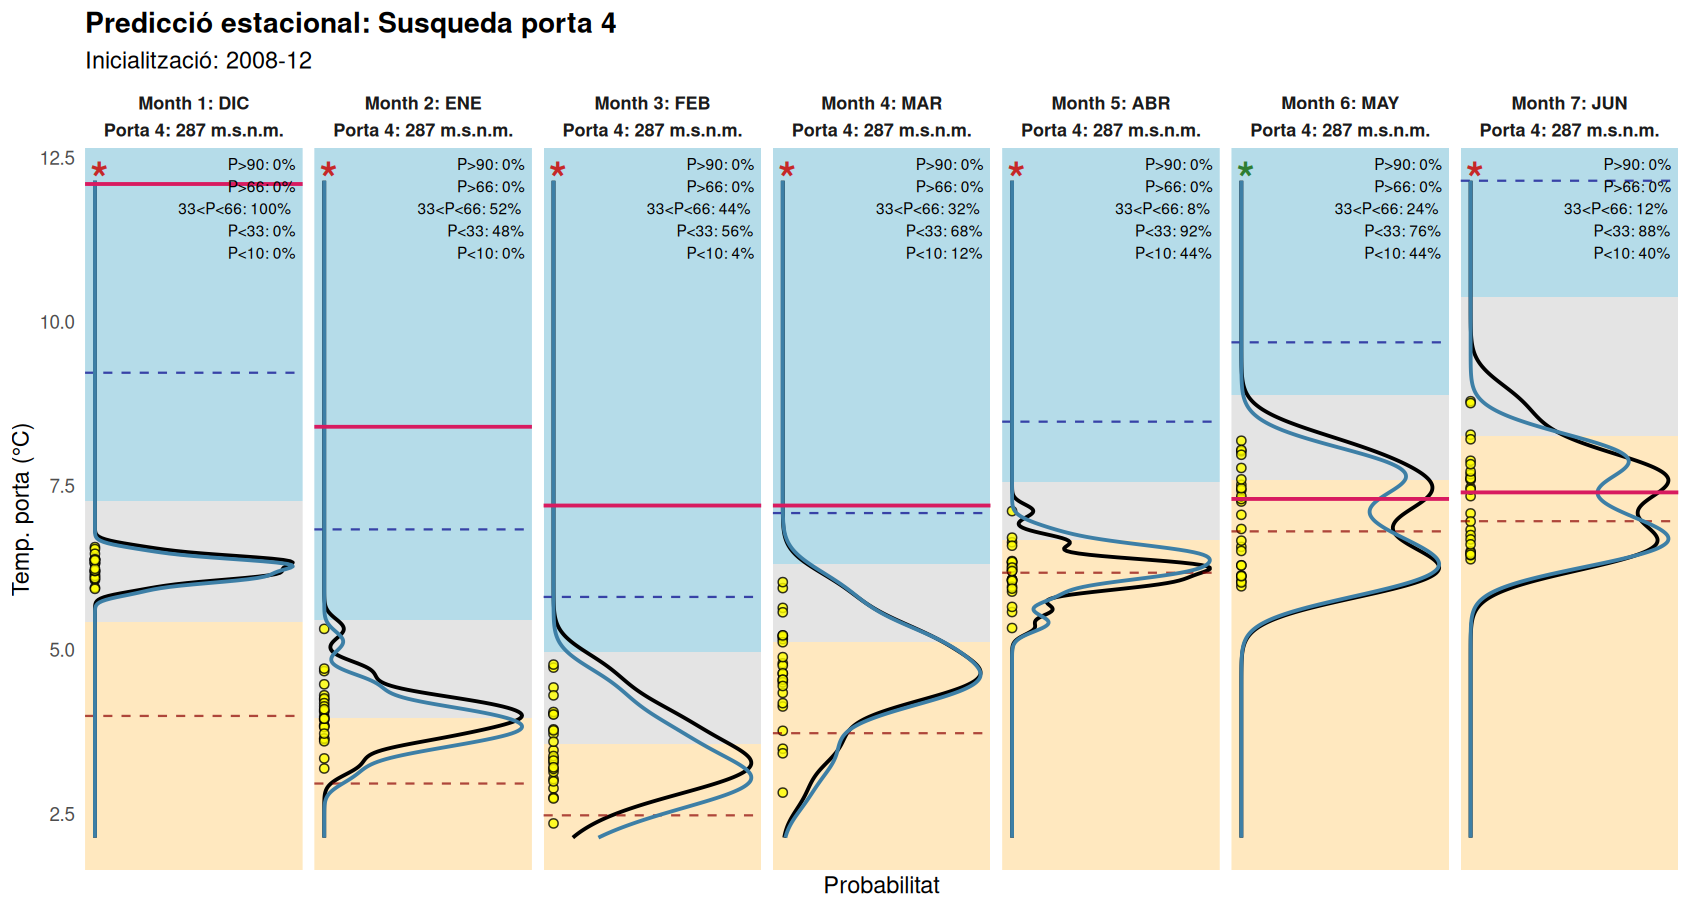 Predicció estacional: Susqueda porta 4
Inicialització: 2008-12
Month 1: DIC
Porta 4: 287 m.s.n.m.
Month 2: ENE
Porta 4: 287 m.s.n.m.
Month 3: FEB
Porta 4: 287 m.s.n.m.
Month 4: MAR
Porta 4: 287 m.s.n.m.
Month 5: ABR
Porta 4: 287 m.s.n.m.
Month 6: MAY
Porta 4: 287 m.s.n.m.
Month 7: JUN
Porta 4: 287 m.s.n.m.
Temp. porta (°C)
12.5
10.0
7.5
5.0
2.5
*
P>90: 0%
P>66: 0%
33<P<66: 100%
P<33: 0%
P<10: 0%
*
P>90: 0%
P>66: 0%
33<P<66: 52%
P<33: 48%
P<10: 0%
*
P>90: 0%
P>66: 0%
33<P<66: 44%
P<33: 56%
P<10: 4%
*
P>90: 0%
P>66: 0%
33<P<66: 32%
P<33: 68%
P<10: 12%
*
P>90: 0%
P>66: 0%
33<P<66: 8%
P<33: 92%
P<10: 44%
*
P>90: 0%
P>66: 0%
33<P<66: 24%
P<33: 76%
P<10: 44%
*
P>90: 0%
P>66: 0%
33<P<66: 12%
P<33: 88%
P<10: 40%
Probabilitat